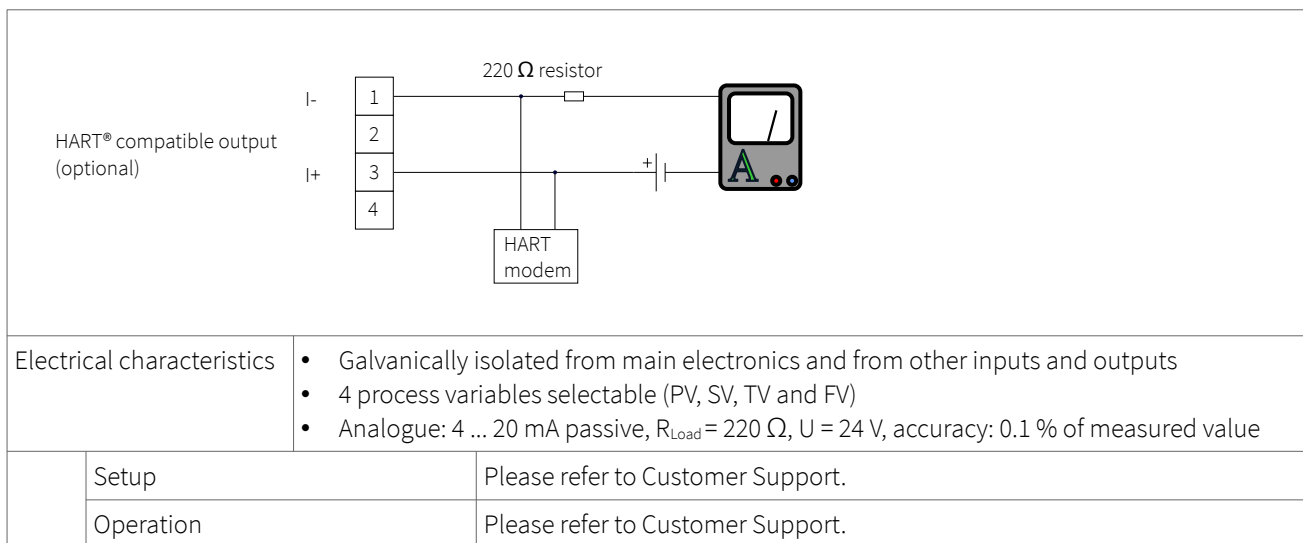 220 Ω resistor
I-
1
HART® compatible output
(optional)
2
I+
3
+
A
4
HART
modem
Electrical characteristics
• Galvanically isolated from main electronics and from other inputs and outputs
• 4 process variables selectable (PV, SV, TV and FV)
• Analogue: 4 ... 20 mA passive, RLoad = 220 Ω, U = 24 V, accuracy: 0.1 % of measured value
Setup
Please refer to Customer Support.
Operation
Please refer to Customer Support.